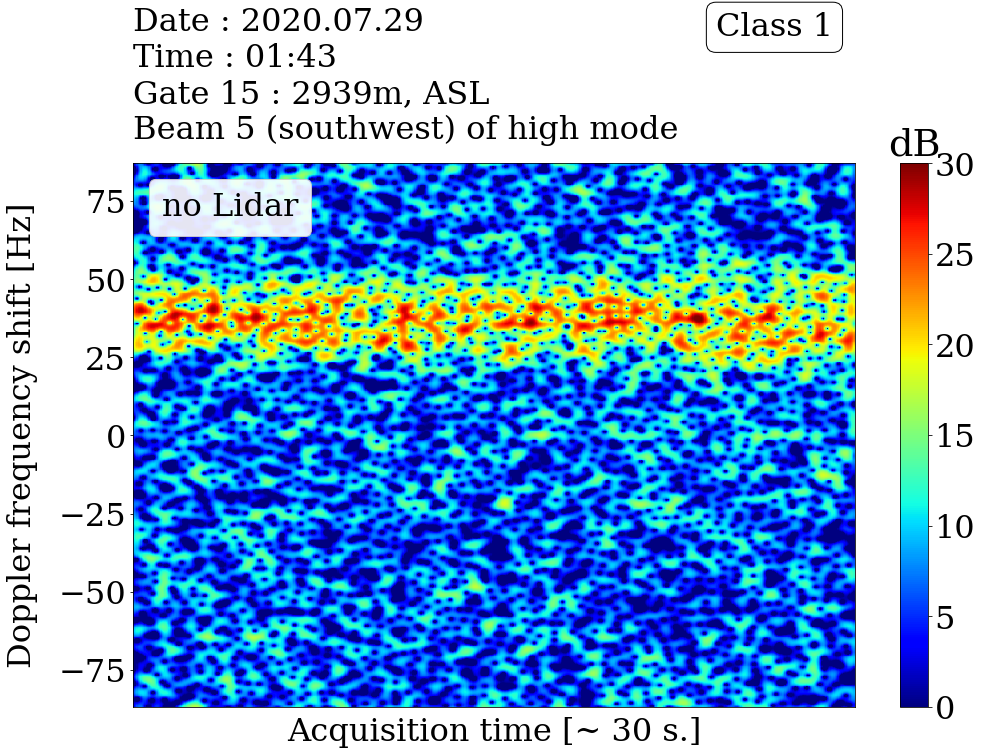 Date : 2020.07.29
Time : 01:43
Gate 15 : 2939m, ASL
Beam 5 (southwest) of high mode
Class 1
dB
no Lidar
Doppler frequency shift [Hz]
75
50
25
0
−25
−50
−75
30
25
20
15
10
5
0
Acquisition time [~ 30 s.]